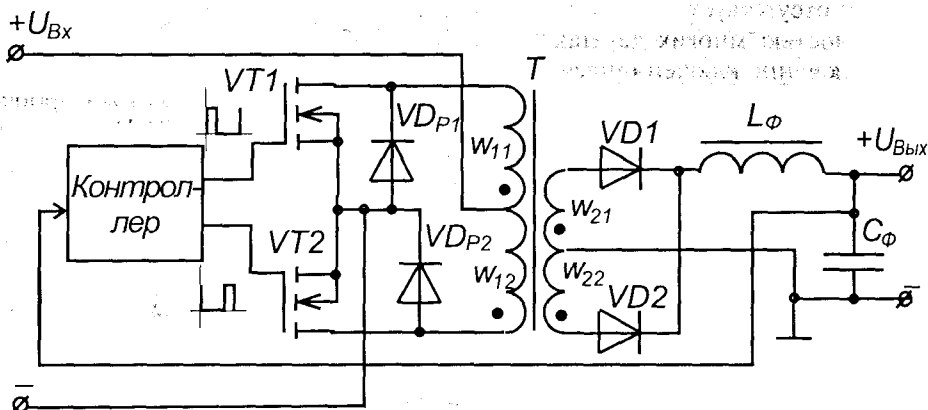 +U_Вх
VT1
T
VD_P1
w_11
VD1
L_Ф
+U_Вых
Контрол-
лер
VT2
VD_P2
w_12
w_21
w_22
VD2
C_Ф